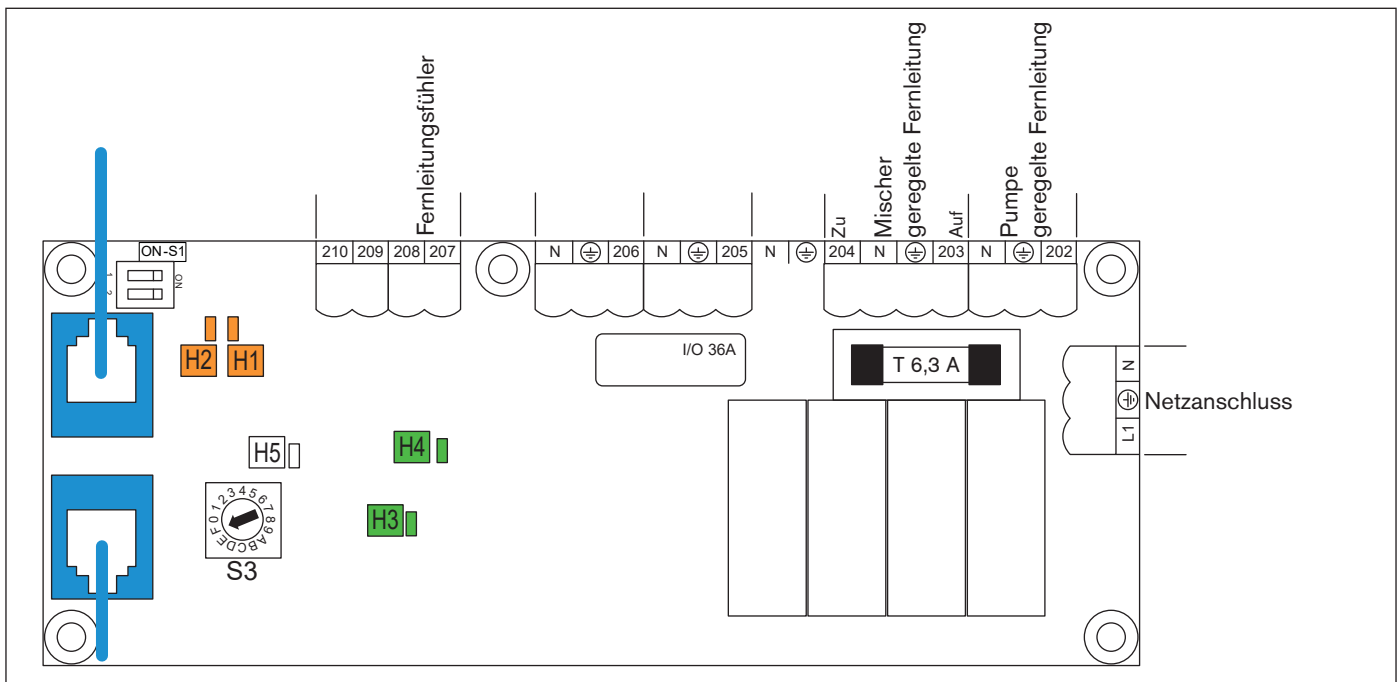 Fernleitungsfühler
Zu
Mischer
geregelte Fernleitung
Auf
Pumpe
geregelte Fernleitung
ON-S1
1
2
ON
210 209 208 207
N 206 N 205 N 204 N 203 N 202
H2 H1
I/O 36A
T 6,3 A
N
Netzanschluss
L1
H5
H4
H3
0 1 2 3 4 5 6 7 8 9 A B C D E F
S3